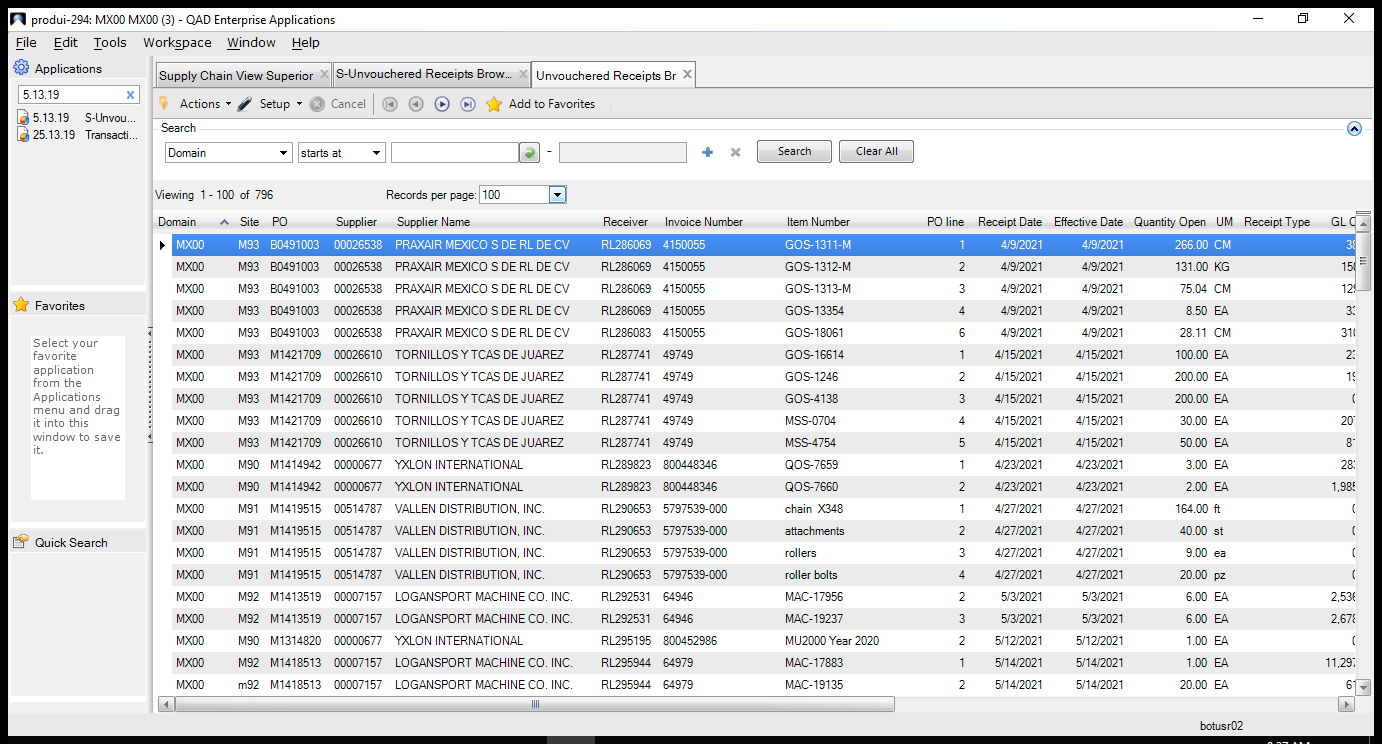 produi-294: MX00 MX00 (3) - QAD Enterprise Applications
File Edit Tools Workspace Window Help
Applications
5.13.19
5.13.19 S-Unvou...
25.13.19 Transacti...
Favorites
Select your
favorite
application
from the
Applications
menu and drag
it into this
window to save
it.
Quick Search
Supply Chain View Superior S-Unvouchered Receipts Brow... Unvouchered Receipts Br
Actions Setup Cancel Add to Favorites
Search
Domain starts at - Search Clear All
Viewing 1 - 100 of 796 Records per page: 100
Domain Site PO Supplier Supplier Name Receiver Invoice Number Item Number PO line Receipt Date Effective Date Quantity Open UM Receipt Type GL C
MX00 M93 B0491003 00026538 PRAXAIR MEXICO S DE RL DE CV RL286069 4150055 GOS-1311-M 1 4/9/2021 4/9/2021 266.00 CM 38
MX00 M93 B0491003 00026538 PRAXAIR MEXICO S DE RL DE CV RL286069 4150055 GOS-1312-M 2 4/9/2021 4/9/2021 131.00 KG 150
MX00 M93 B0491003 00026538 PRAXAIR MEXICO S DE RL DE CV RL286069 4150055 GOS-1313-M 3 4/9/2021 4/9/2021 75.04 CM 129
MX00 M93 B0491003 00026538 PRAXAIR MEXICO S DE RL DE CV RL286069 4150055 GOS-13354 4 4/9/2021 4/9/2021 8.50 EA 33
MX00 M93 B0491003 00026538 PRAXAIR MEXICO S DE RL DE CV RL286083 4150055 GOS-18061 6 4/9/2021 4/9/2021 28.11 CM 310
MX00 M93 M1421709 00026610 TORNILLOS Y TCAS DE JUAREZ RL287741 49749 GOS-16614 1 4/15/2021 4/15/2021 100.00 EA 23
MX00 M93 M1421709 00026610 TORNILLOS Y TCAS DE JUAREZ RL287741 49749 GOS-1246 2 4/15/2021 4/15/2021 200.00 EA 19
MX00 M93 M1421709 00026610 TORNILLOS Y TCAS DE JUAREZ RL287741 49749 GOS-4138 3 4/15/2021 4/15/2021 200.00 EA 0
MX00 M93 M1421709 00026610 TORNILLOS Y TCAS DE JUAREZ RL287741 49749 MSS-0704 4 4/15/2021 4/15/2021 30.00 EA 207
MX00 M93 M1421709 00026610 TORNILLOS Y TCAS DE JUAREZ RL287741 49749 MSS-4754 5 4/15/2021 4/15/2021 50.00 EA 81
MX00 M90 M1414942 00000677 YXLON INTERNATIONAL RL289823 800448346 QOS-7659 1 4/23/2021 4/23/2021 3.00 EA 283
MX00 M90 M1414942 00000677 YXLON INTERNATIONAL RL289823 800448346 QOS-7660 2 4/23/2021 4/23/2021 2.00 EA 1,985
MX00 M91 M1419515 00514787 VALLEN DISTRIBUTION, INC. RL290653 5797539-000 chain X348 1 4/27/2021 4/27/2021 164.00 ft 0
MX00 M91 M1419515 00514787 VALLEN DISTRIBUTION, INC. RL290653 5797539-000 attachments 2 4/27/2021 4/27/2021 40.00 st 0
MX00 M91 M1419515 00514787 VALLEN DISTRIBUTION, INC. RL290653 5797539-000 rollers 3 4/27/2021 4/27/2021 9.00 ea 0
MX00 M91 M1419515 00514787 VALLEN DISTRIBUTION, INC. RL290653 5797539-000 roller bolts 4 4/27/2021 4/27/2021 20.00 pz 0
MX00 M92 M1413519 00007157 LOGANSPORT MACHINE CO. INC. RL292531 64946 MAC-17956 2 5/3/2021 5/3/2021 6.00 EA 2,536
MX00 M92 M1413519 00007157 LOGANSPORT MACHINE CO. INC. RL292531 64946 MAC-19237 3 5/3/2021 5/3/2021 6.00 EA 2,678
MX00 M90 M1314820 00000677 YXLON INTERNATIONAL RL295195 800452986 MU2000 Year 2020 2 5/12/2021 5/12/2021 1.00 EA 0
MX00 M92 M1418513 00007157 LOGANSPORT MACHINE CO. INC. RL295944 64979 MAC-17883 1 5/14/2021 5/14/2021 1.00 EA 11,297
MX00 m92 M1418513 00007157 LOGANSPORT MACHINE CO. INC. RL295944 64979 MAC-19135 2 5/14/2021 5/14/2021 20.00 EA 61
botusr02